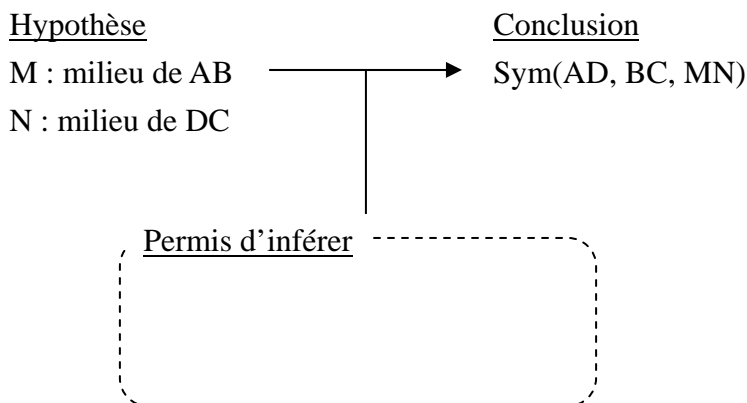 Hypothèse
Conclusion
M : milieu de AB
Sym(AD, BC, MN)
N : milieu de DC
Permis d’inférer